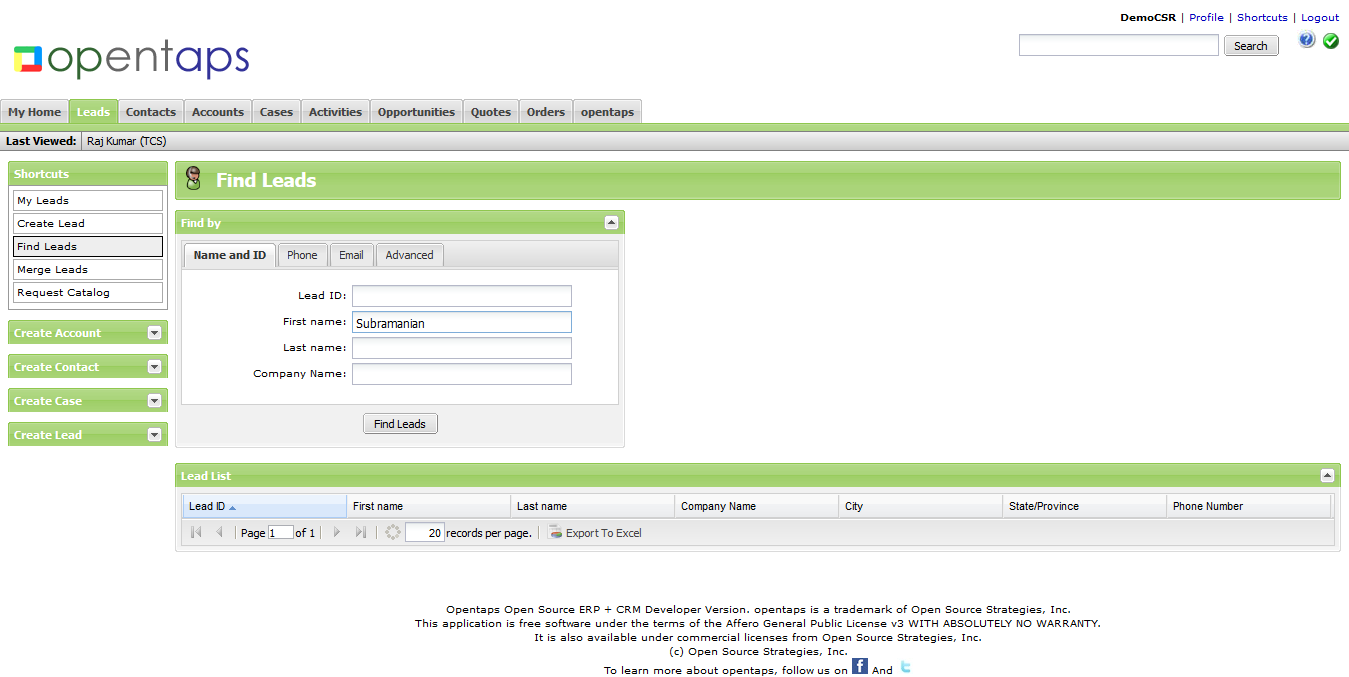 DemoCSR | Profile | Shortcuts | Logout
opentaps
Search
My Home Leads Contacts Accounts Cases Activities Opportunities Quotes Orders opentaps
Last Viewed: Raj Kumar (TCS)
Shortcuts
My Leads
Create Lead
Find Leads
Merge Leads
Request Catalog
Create Account
Create Contact
Create Case
Create Lead
Find Leads
Find by
Name and ID Phone Email Advanced
Lead ID:
First name: Subramanian
Last name:
Company Name:
Find Leads
Lead List
Lead ID First name Last name Company Name City State/Province Phone Number
Page 1 of 1 | 20 records per page. | Export To Excel
Opentaps Open Source ERP + CRM Developer Version. opentaps is a trademark of Open Source Strategies, Inc.
This application is free software under the terms of the Affero General Public License v3 WITH ABSOLUTELY NO WARRANTY.
It is also available under commercial licenses from Open Source Strategies, Inc.
(c) Open Source Strategies, Inc.
To learn more about opentaps, follow us on f And t